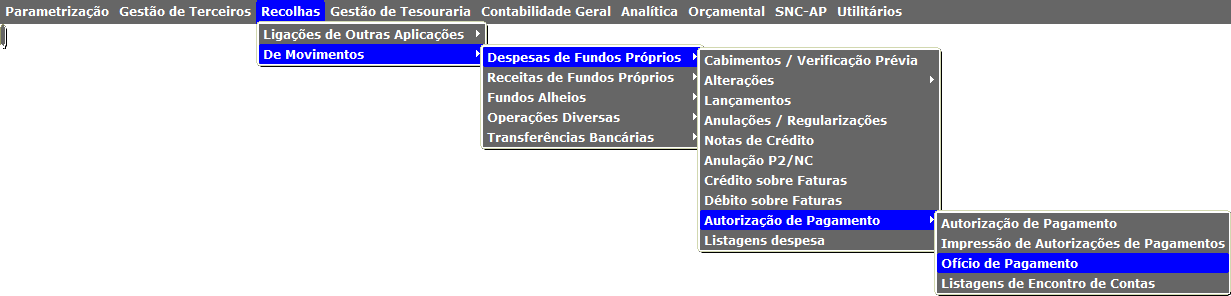 Parametrização Gestão de Terceiros Recolhas Gestão de Tesouraria Contabilidade Geral Analítica Orçamental SNC-AP Utilitários
Ligações de Outras Aplicações
De Movimentos
Despesas de Fundos Próprios
Receitas de Fundos Próprios
Fundos Alheios
Operações Diversas
Transferências Bancárias
Cabimentos / Verificação Prévia
Alterações
Lançamentos
Anulações / Regularizações
Notas de Crédito
Anulação P2/NC
Crédito sobre Faturas
Débito sobre Faturas
Autorização de Pagamento
Listagens despesa
Autorização de Pagamento
Impressão de Autorizações de Pagamentos
Ofício de Pagamento
Listagens de Encontro de Contas